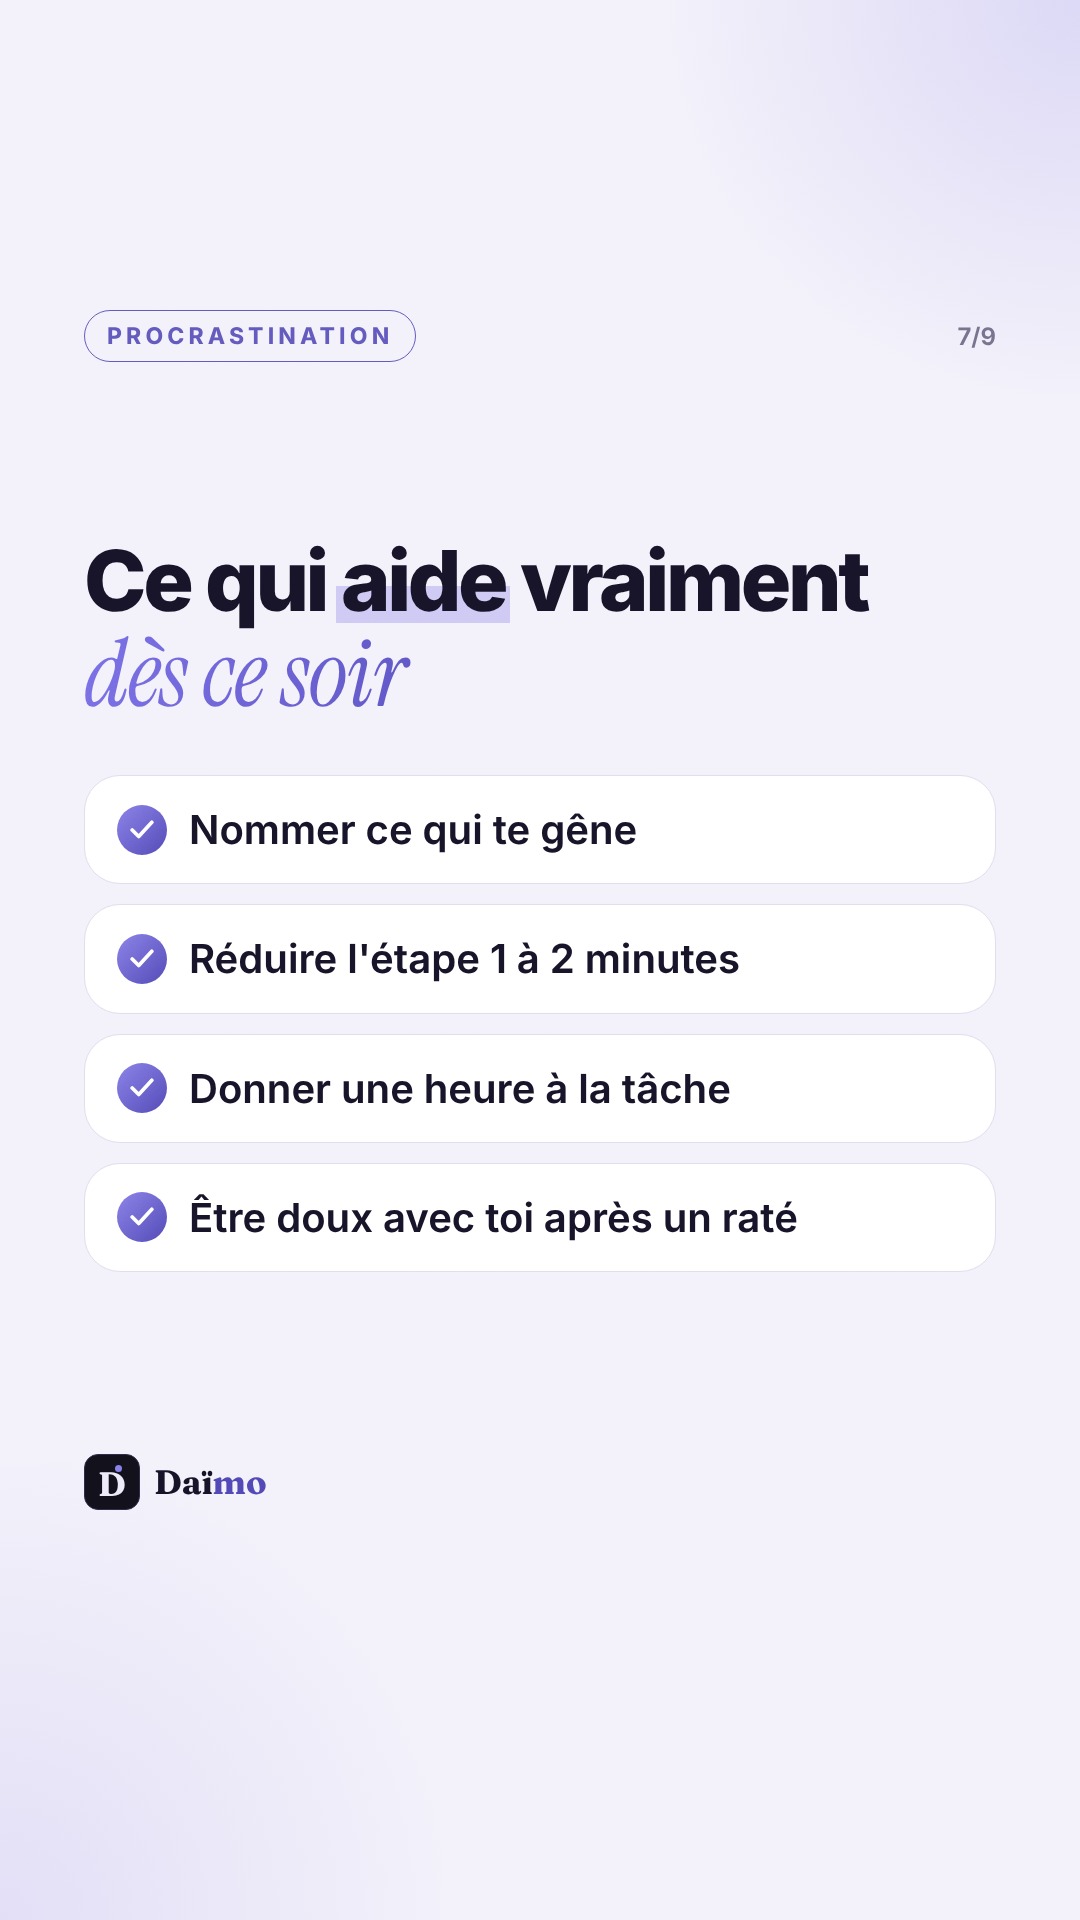 PROCRASTINATION
7/9
Ce qui aide vraiment
dès ce soir
Nommer ce qui te gêne
Réduire l'étape 1 à 2 minutes
Donner une heure à la tâche
Être doux avec toi après un raté
D Daïmo